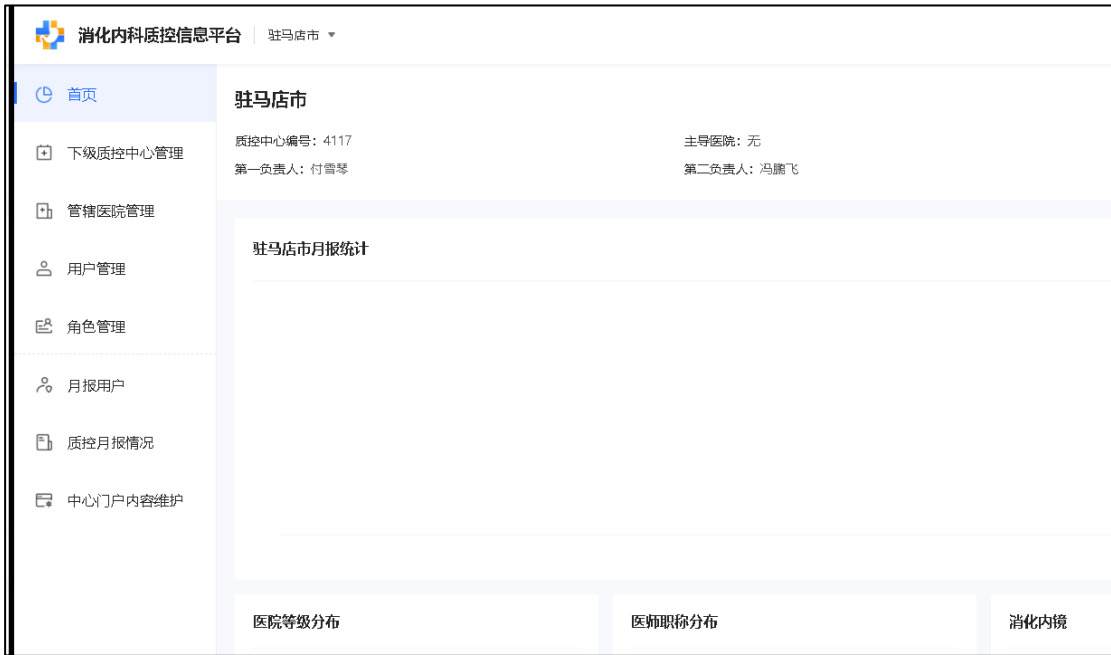 消化内科质控信息平台 驻马店市
首页
下级质控中心管理
管辖医院管理
用户管理
角色管理
月报用户
质控月报情况
中心门户内容维护
驻马店市
质控中心编号：4117 主导医院：无
第一负责人：付雪琴 第二负责人：冯鹏飞
驻马店市月报统计
医院等级分布 医师职称分布 消化内镜